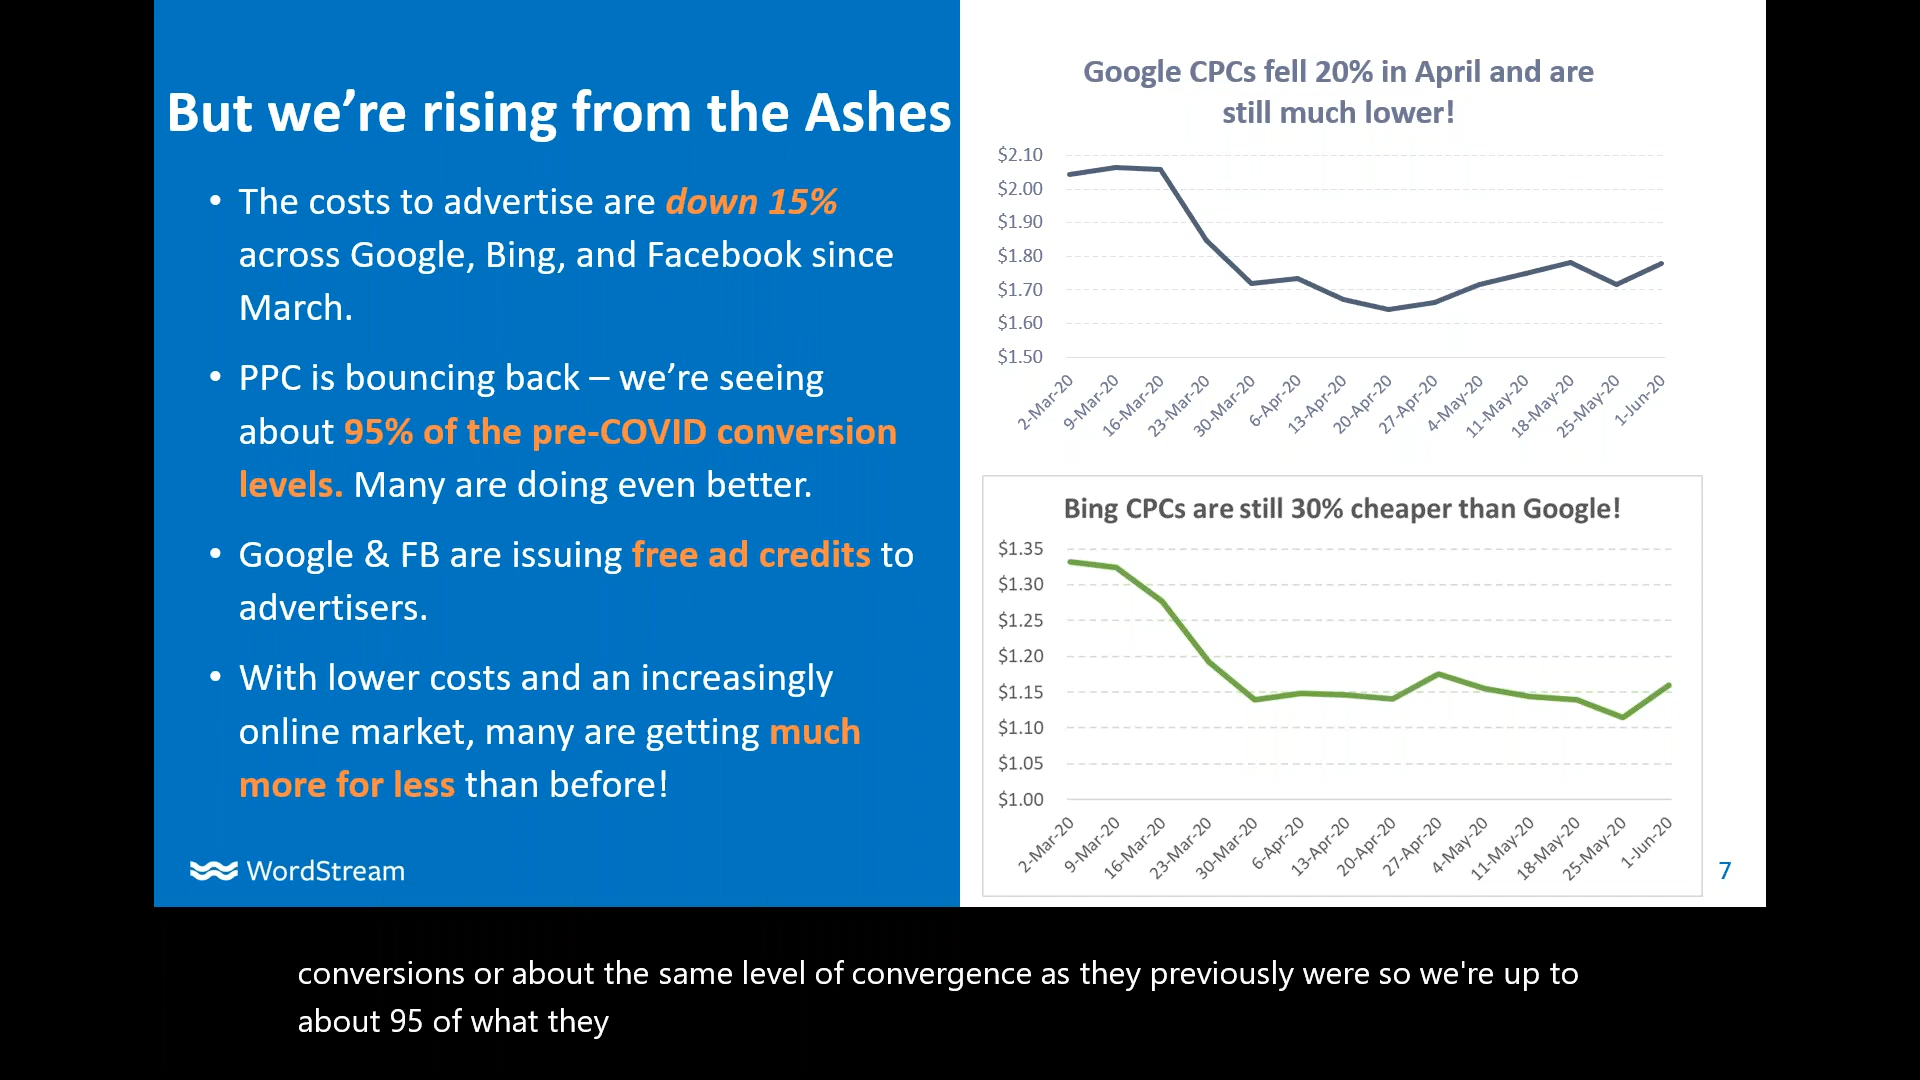 But we’re rising from the Ashes
• The costs to advertise are down 15%
across Google, Bing, and Facebook since
March.
• PPC is bouncing back – we’re seeing
about 95% of the pre-COVID conversion
levels. Many are doing even better.
• Google & FB are issuing free ad credits to
advertisers.
• With lower costs and an increasingly
online market, many are getting much
more for less than before!
WordStream
Google CPCs fell 20% in April and are
still much lower!
$2.10
$2.00
$1.90
$1.80
$1.70
$1.60
$1.50
2-Mar-20
9-Mar-20
16-Mar-20
23-Mar-20
30-Mar-20
6-Apr-20
13-Apr-20
20-Apr-20
27-Apr-20
4-May-20
11-May-20
18-May-20
25-May-20
1-Jun-20
Bing CPCs are still 30% cheaper than Google!
$1.35
$1.30
$1.25
$1.20
$1.15
$1.10
$1.05
$1.00
2-Mar-20
9-Mar-20
16-Mar-20
23-Mar-20
30-Mar-20
6-Apr-20
13-Apr-20
20-Apr-20
27-Apr-20
4-May-20
11-May-20
18-May-20
25-May-20
1-Jun-20
7
conversions or about the same level of convergence as they previously were so we're up to
about 95 of what they